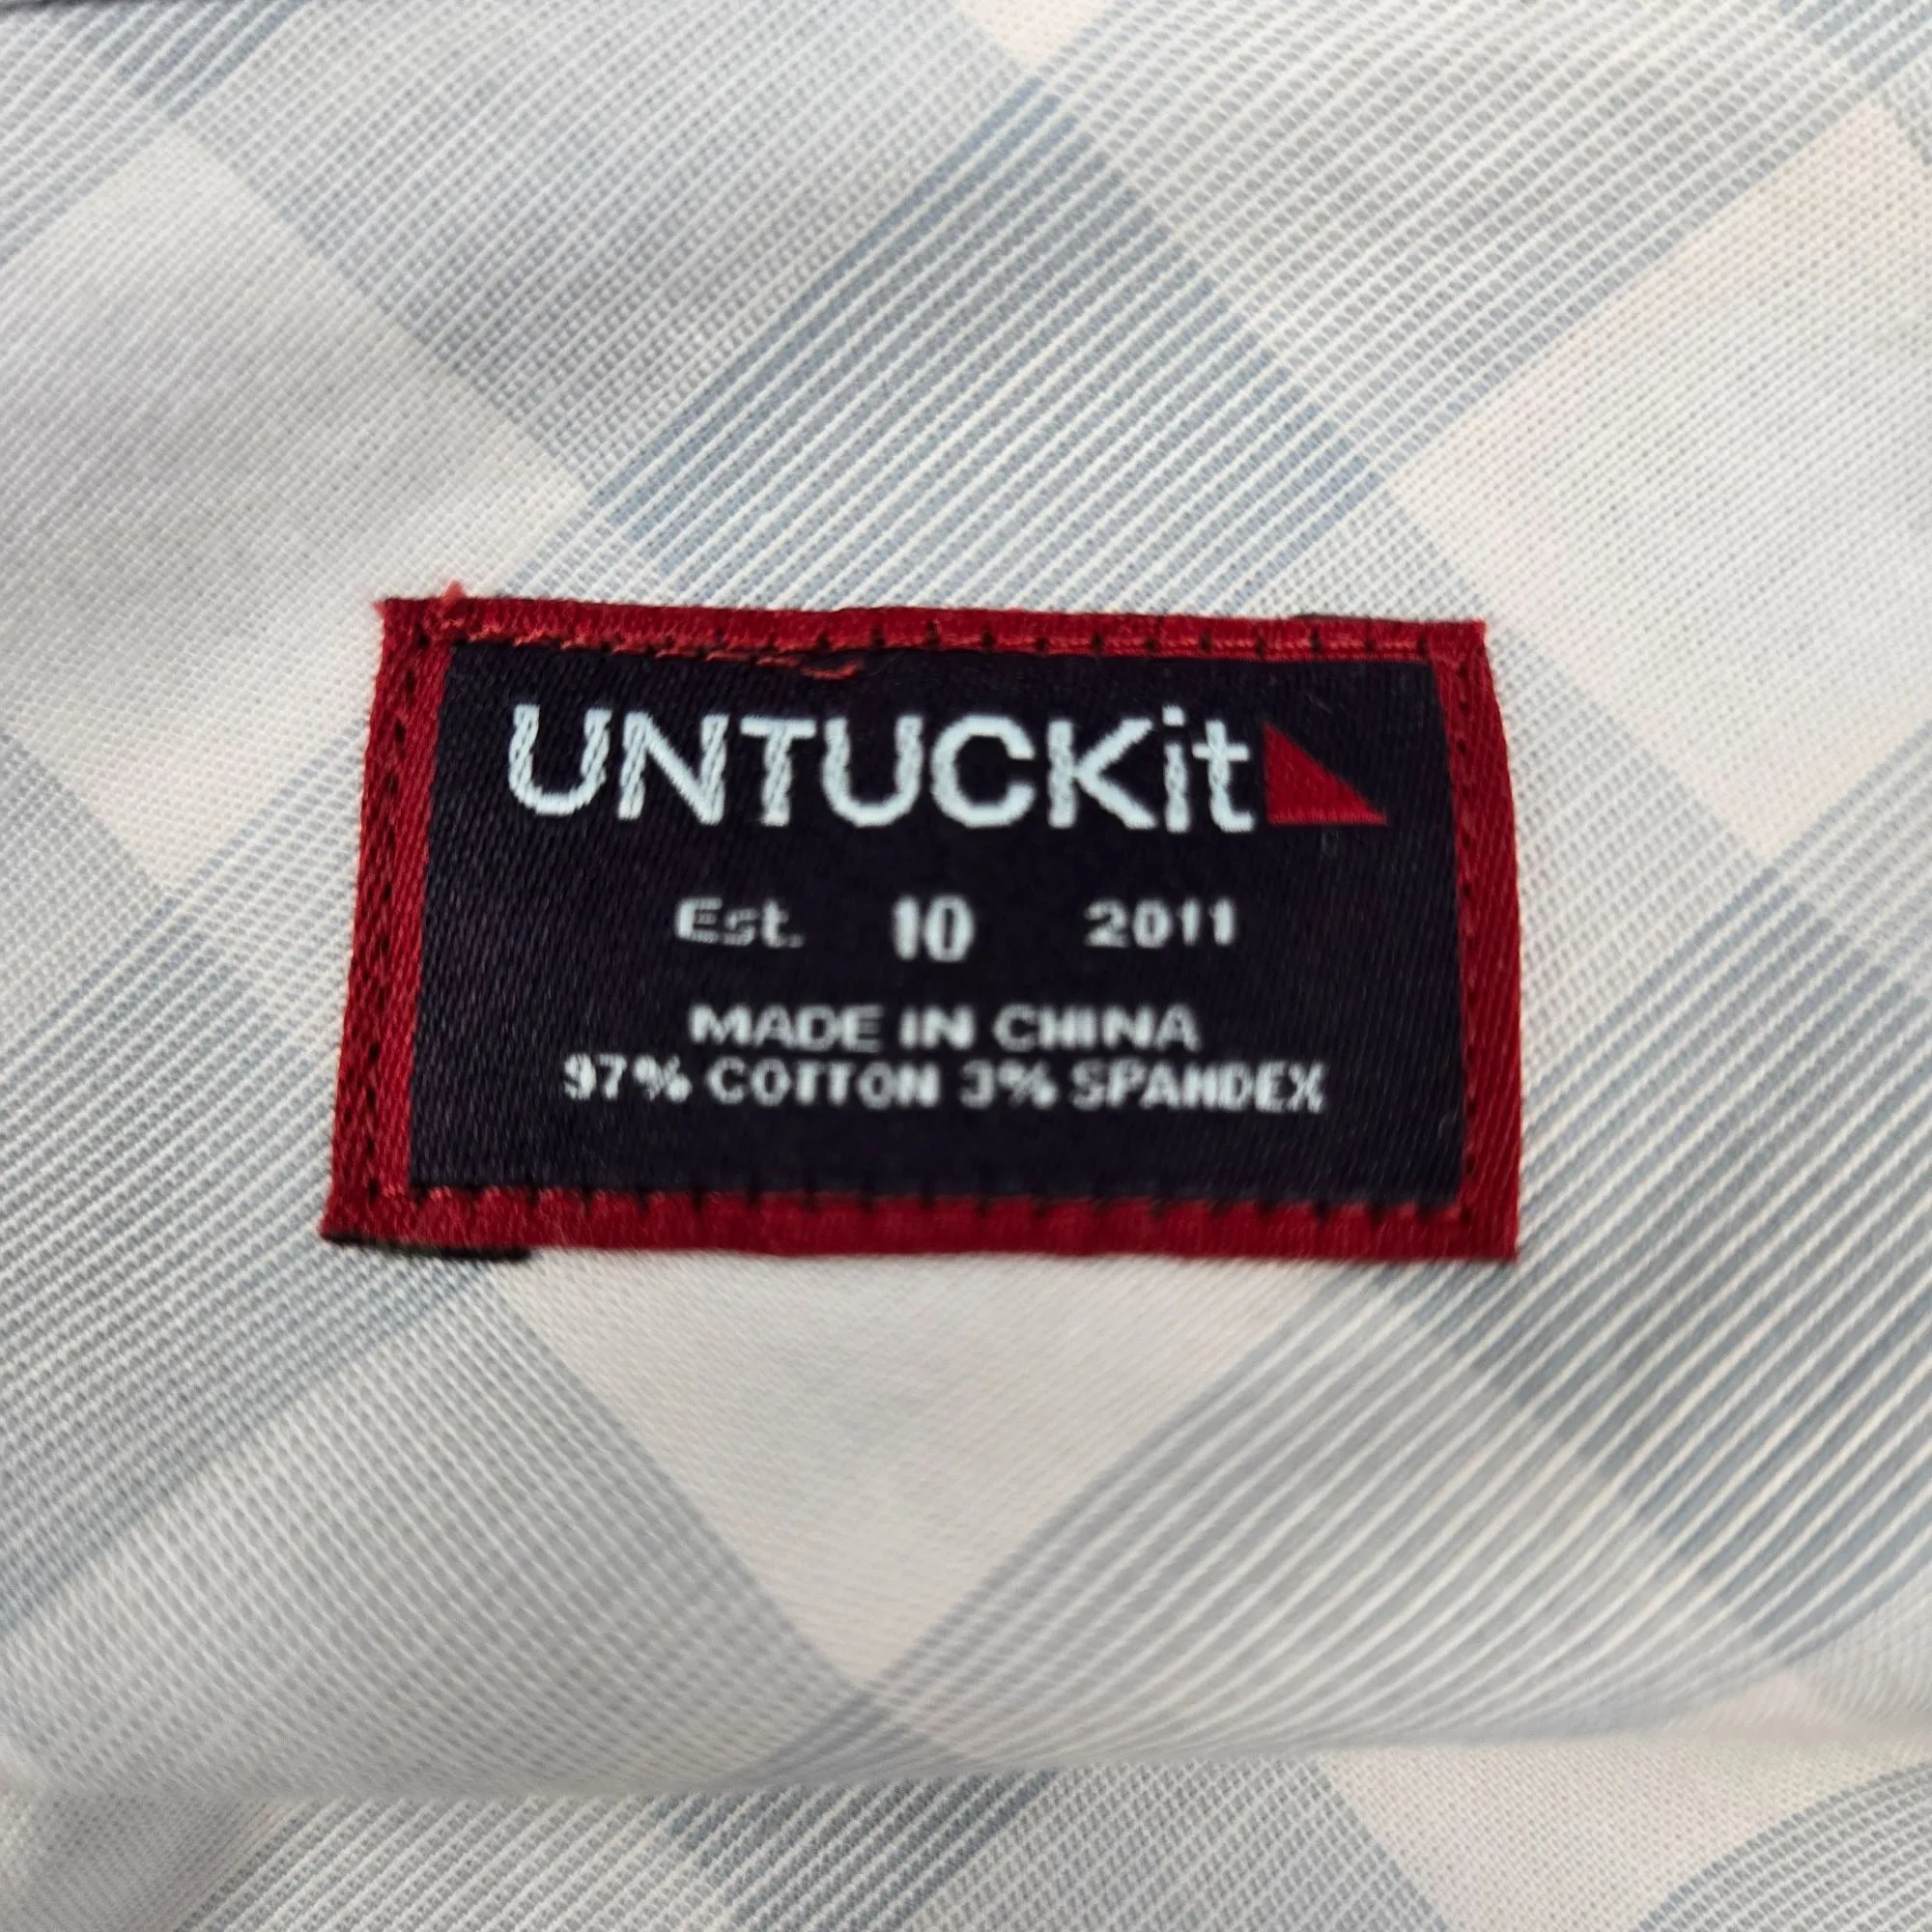 UNTUCKit
Est. 10 2011
MADE IN CHINA
97% COTTON 3% SPANDEX